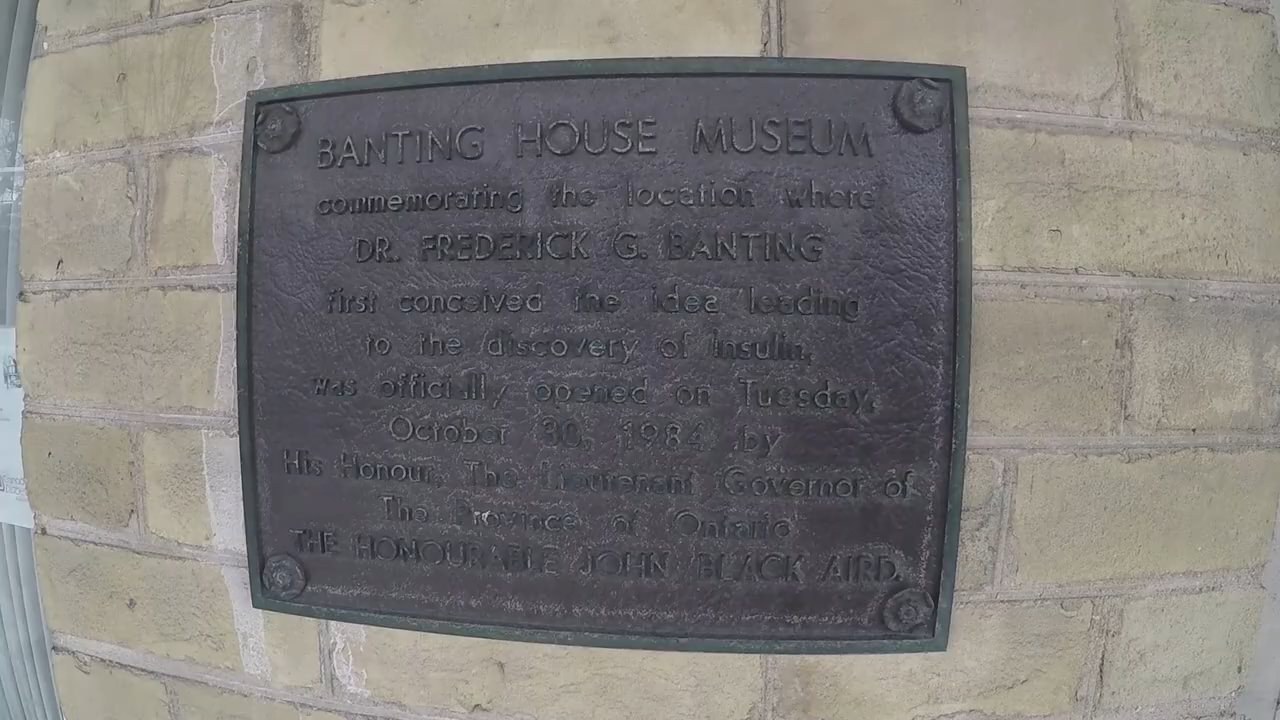 BANTING HOUSE MUSEUM
commemorating the location where
DR. FREDERICK G. BANTING
first conceived the idea leading
to the discovery of insulin,
was officially opened on Tuesday,
October 30, 1984 by
His Honour, The Lieutenant Governor of
The Province of Ontario
THE HONOURABLE JOHN BLACK AIRD.